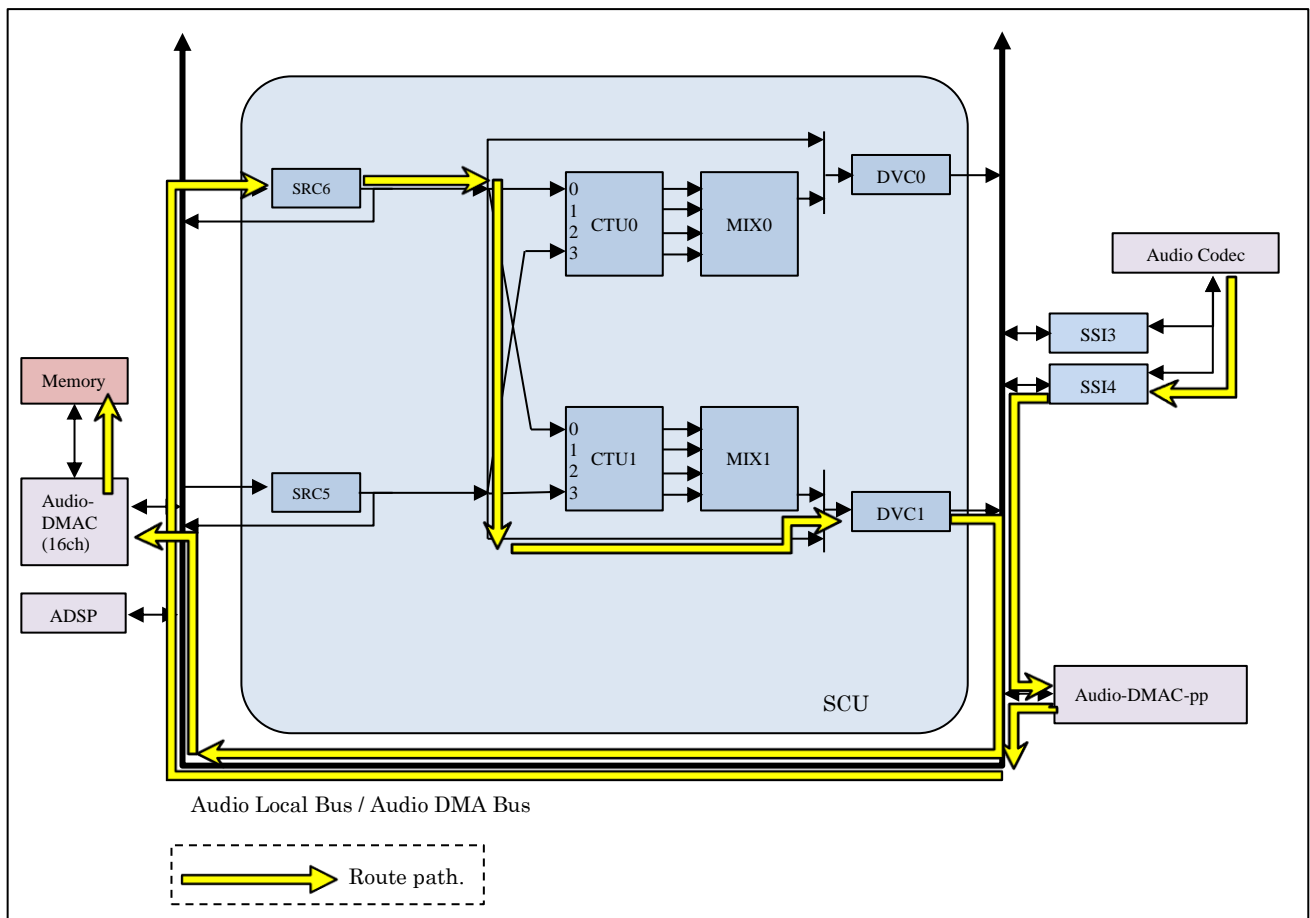 SRC6
0
1
2
3
CTU0
MIX0
DVC0
Audio Codec
SSI3
SSI4
Memory
Audio-
DMAC
(16ch)
ADSP
SRC5
0
1
2
3
CTU1
MIX1
DVC1
Audio-DMAC-pp
SCU
Audio Local Bus / Audio DMA Bus
Route path.